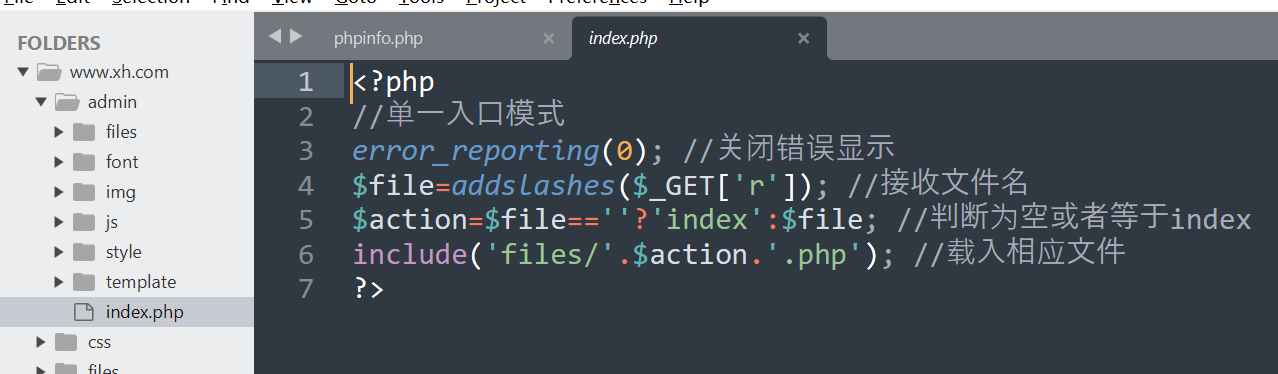 File Edit Selection Find View Goto Tools Project Preferences Help
FOLDERS
www.xh.com
admin
files
font
img
js
style
template
index.php
css
files
phpinfo.php
index.php
1 <?php
2 //单一入口模式
3 error_reporting(0); //关闭错误显示
4 $file=addslashes($_GET['r']); //接收文件名
5 $action=$file==''?'index':$file; //判断为空或者等于index
6 include('files/'.$action.'.php'); //载入相应文件
7 ?>